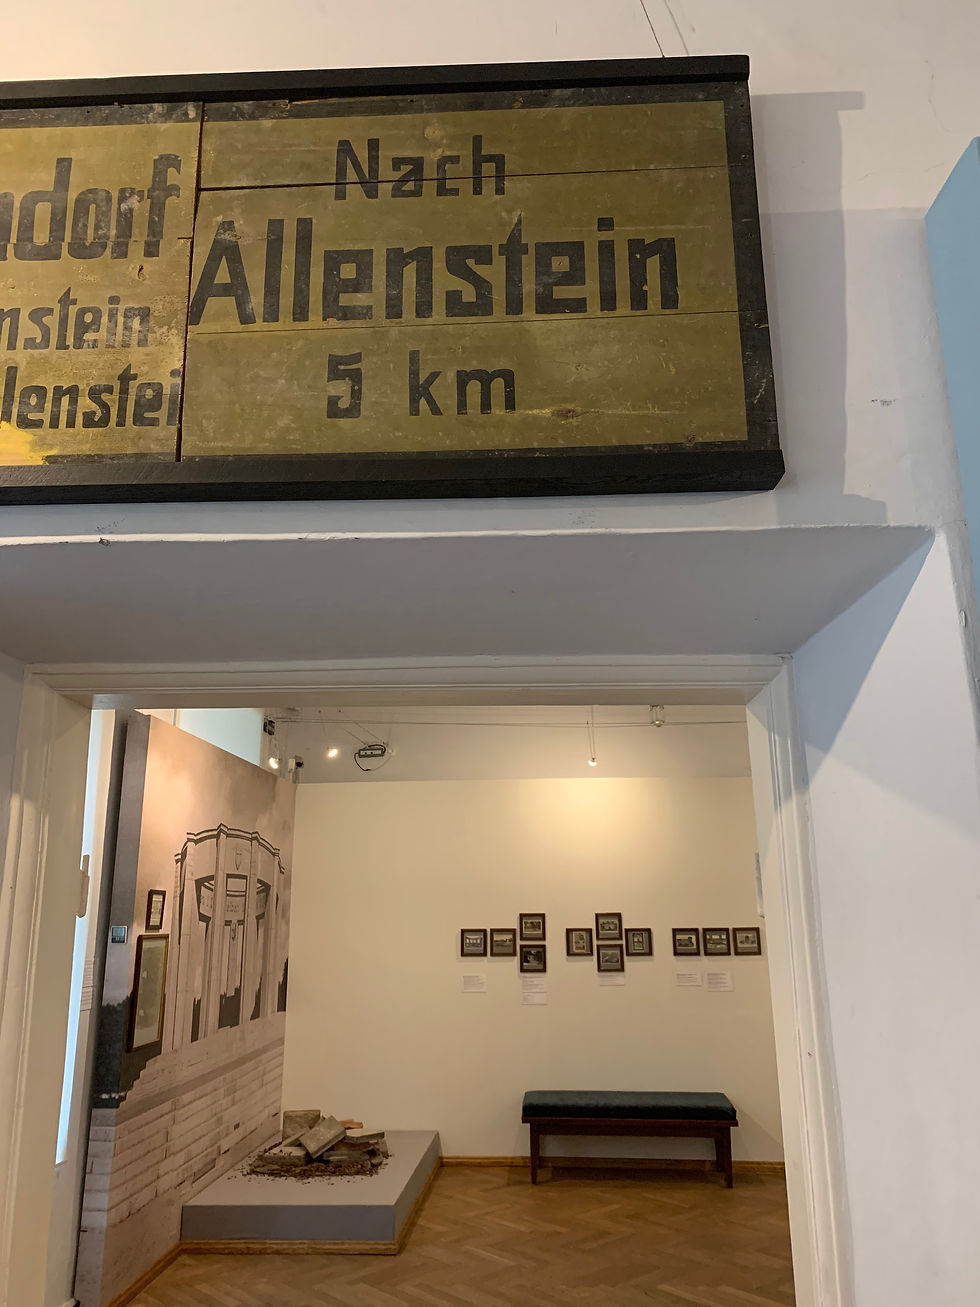 ndorf
nstein
llenstei
Nach
Allenstein
5 km